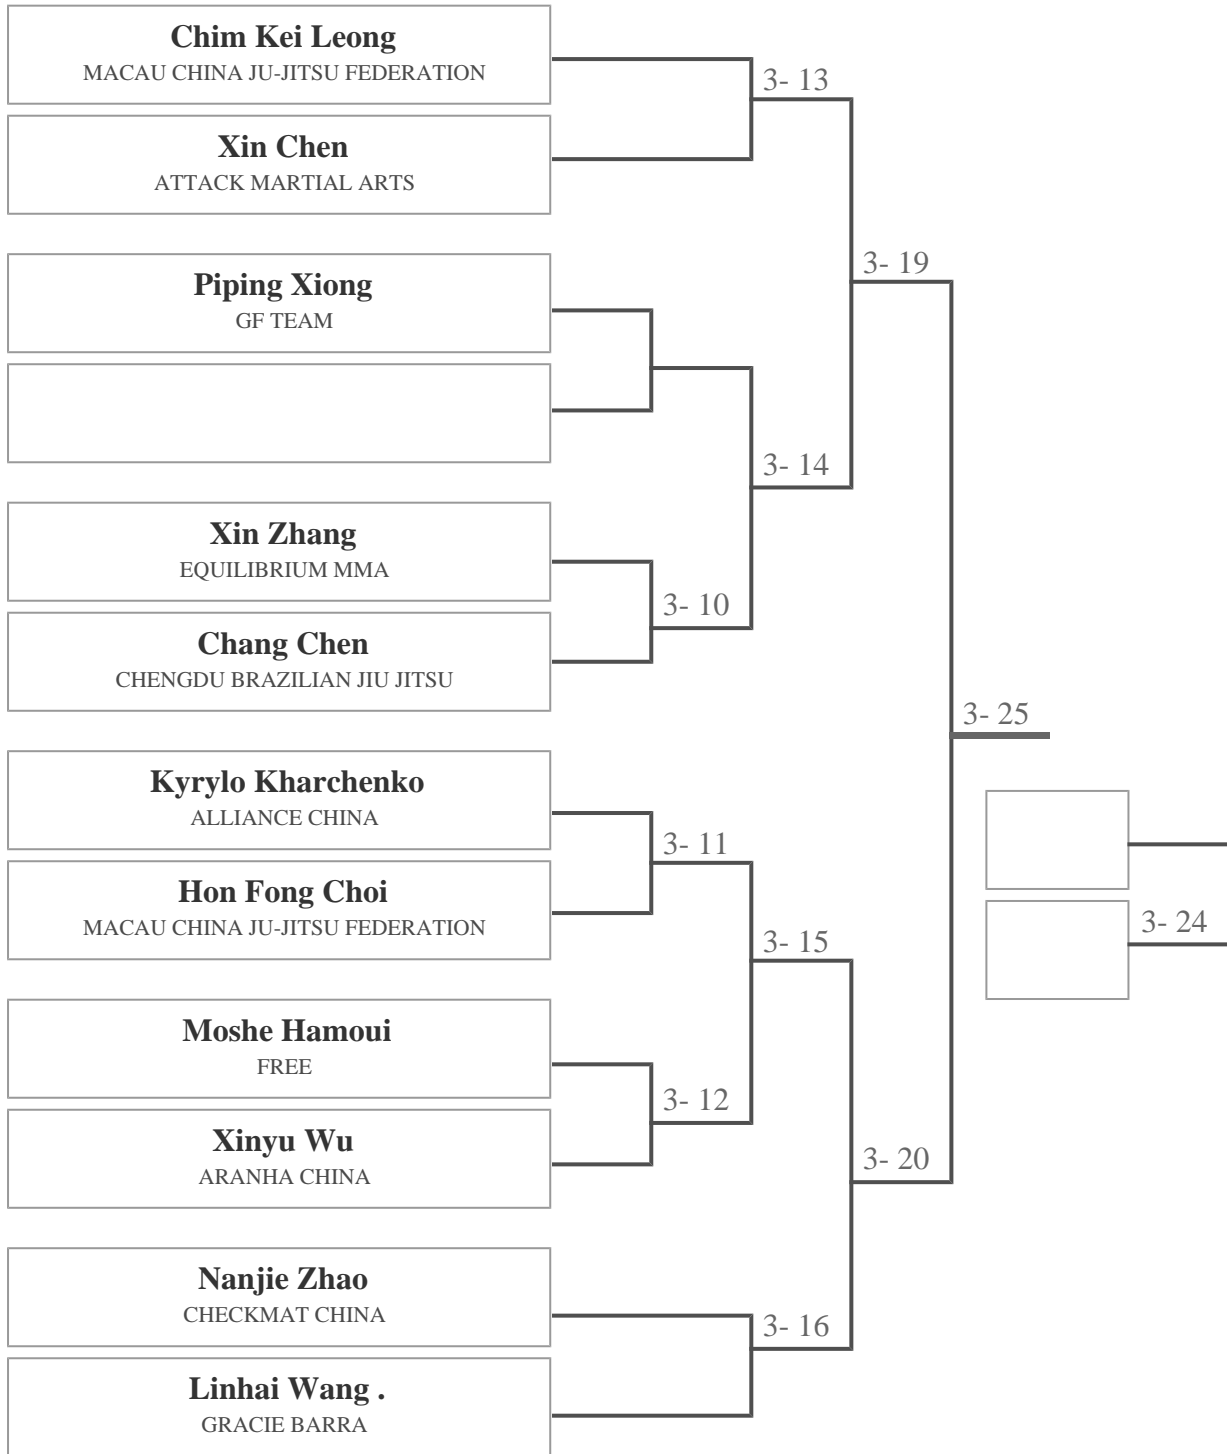 Chim Kei Leong
MACAU CHINA JU-JITSU FEDERATION
3- 13
Xin Chen
ATTACK MARTIAL ARTS
3- 19
Piping Xiong
GF TEAM
3- 14
Xin Zhang
EQUILIBRIUM MMA
3- 10
Chang Chen
CHENGDU BRAZILIAN JIU JITSU
3- 25
Kyrylo Kharchenko
ALLIANCE CHINA
3- 11
Hon Fong Choi
MACAU CHINA JU-JITSU FEDERATION
3- 15
3- 24
Moshe Hamoui
FREE
3- 12
Xinyu Wu
ARANHA CHINA
3- 20
Nanjie Zhao
CHECKMAT CHINA
3- 16
Linhai Wang .
GRACIE BARRA